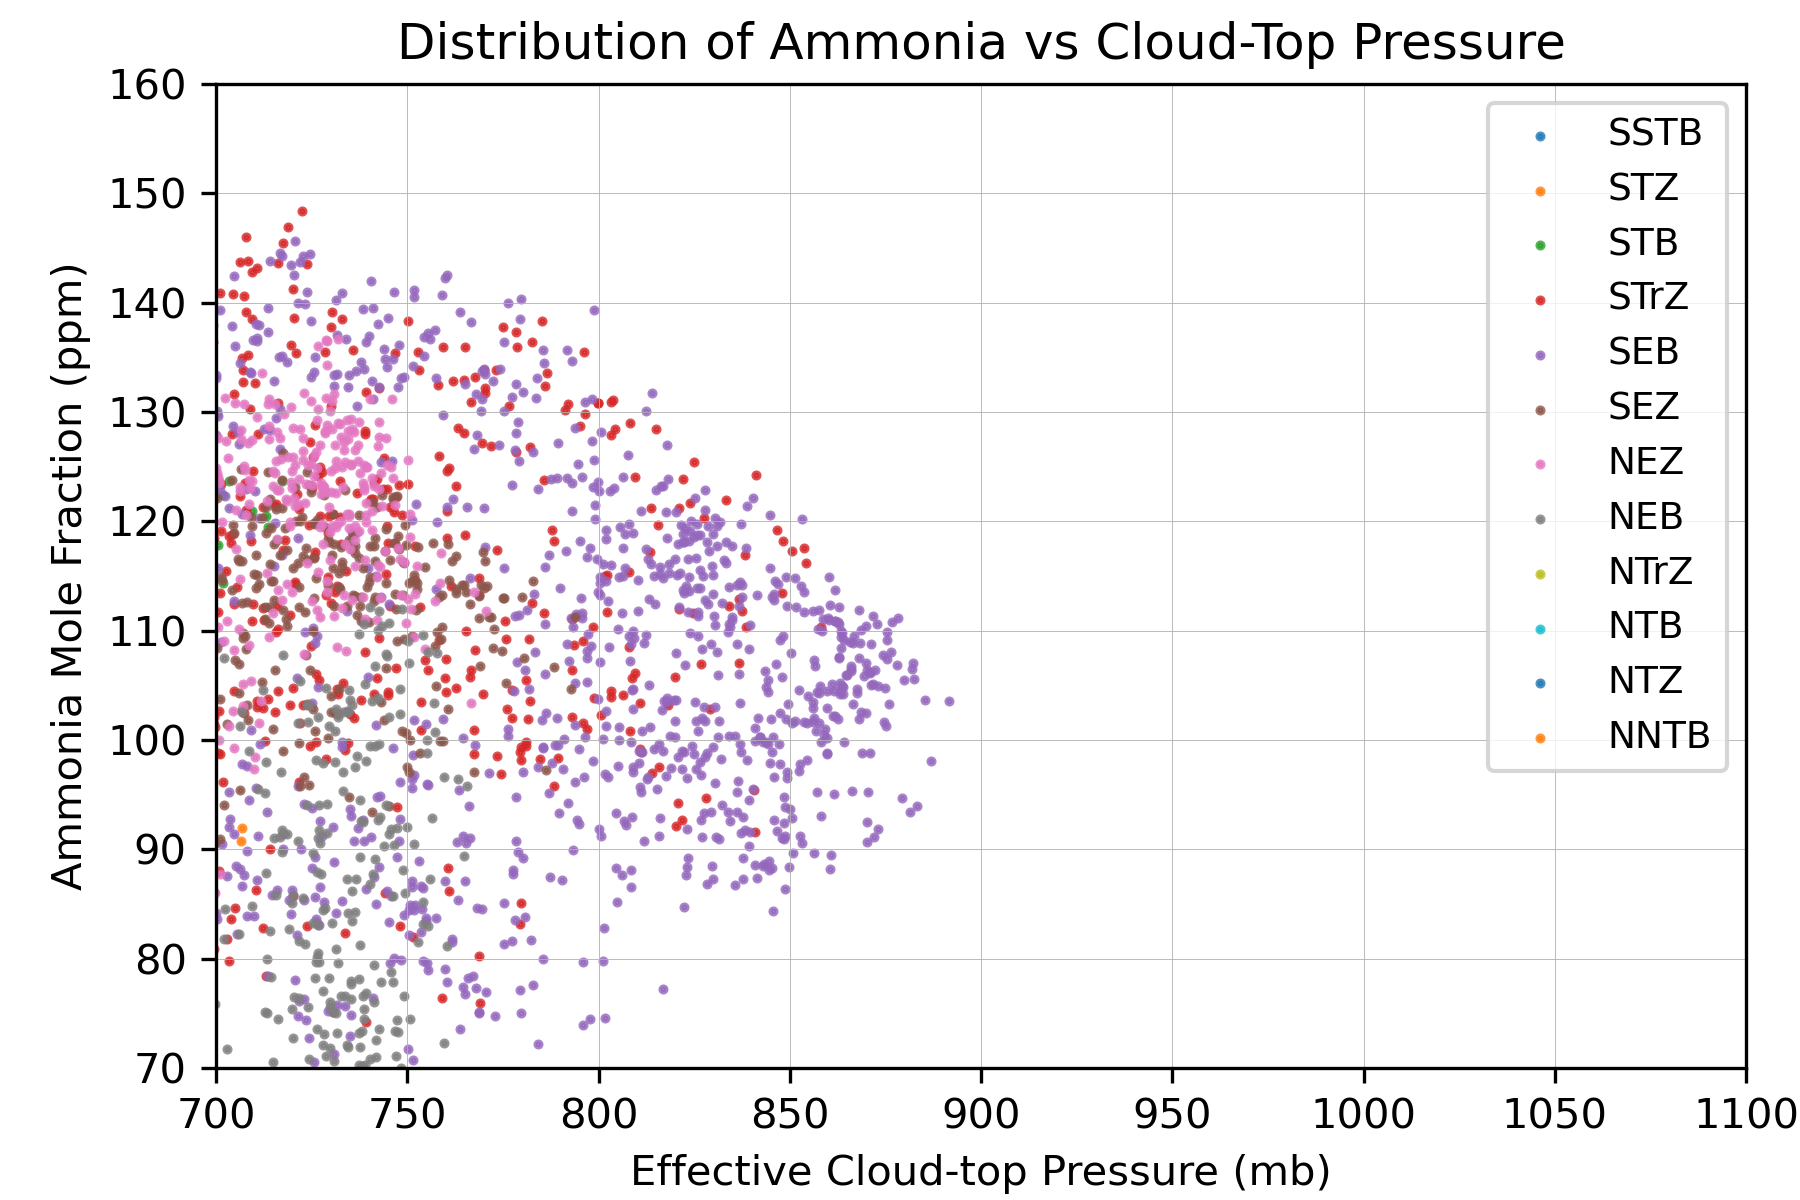 Distribution of Ammonia vs Cloud-Top Pressure
160
150
140
130
120
110
100
90
80
70
Ammonia Mole Fraction (ppm)
SSTB
STZ
STB
STrZ
SEB
SEZ
NEZ
NEB
NTrZ
NTB
NTZ
NNTB
700 750 800 850 900 950 1000 1050 1100
Effective Cloud-top Pressure (mb)